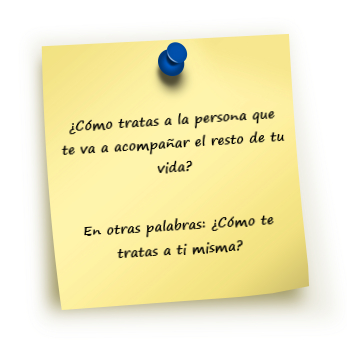 ¿Cómo tratas a la persona que
te va a acompañar el resto de tu
vida?
En otras palabras: ¿Cómo te
tratas a ti misma?